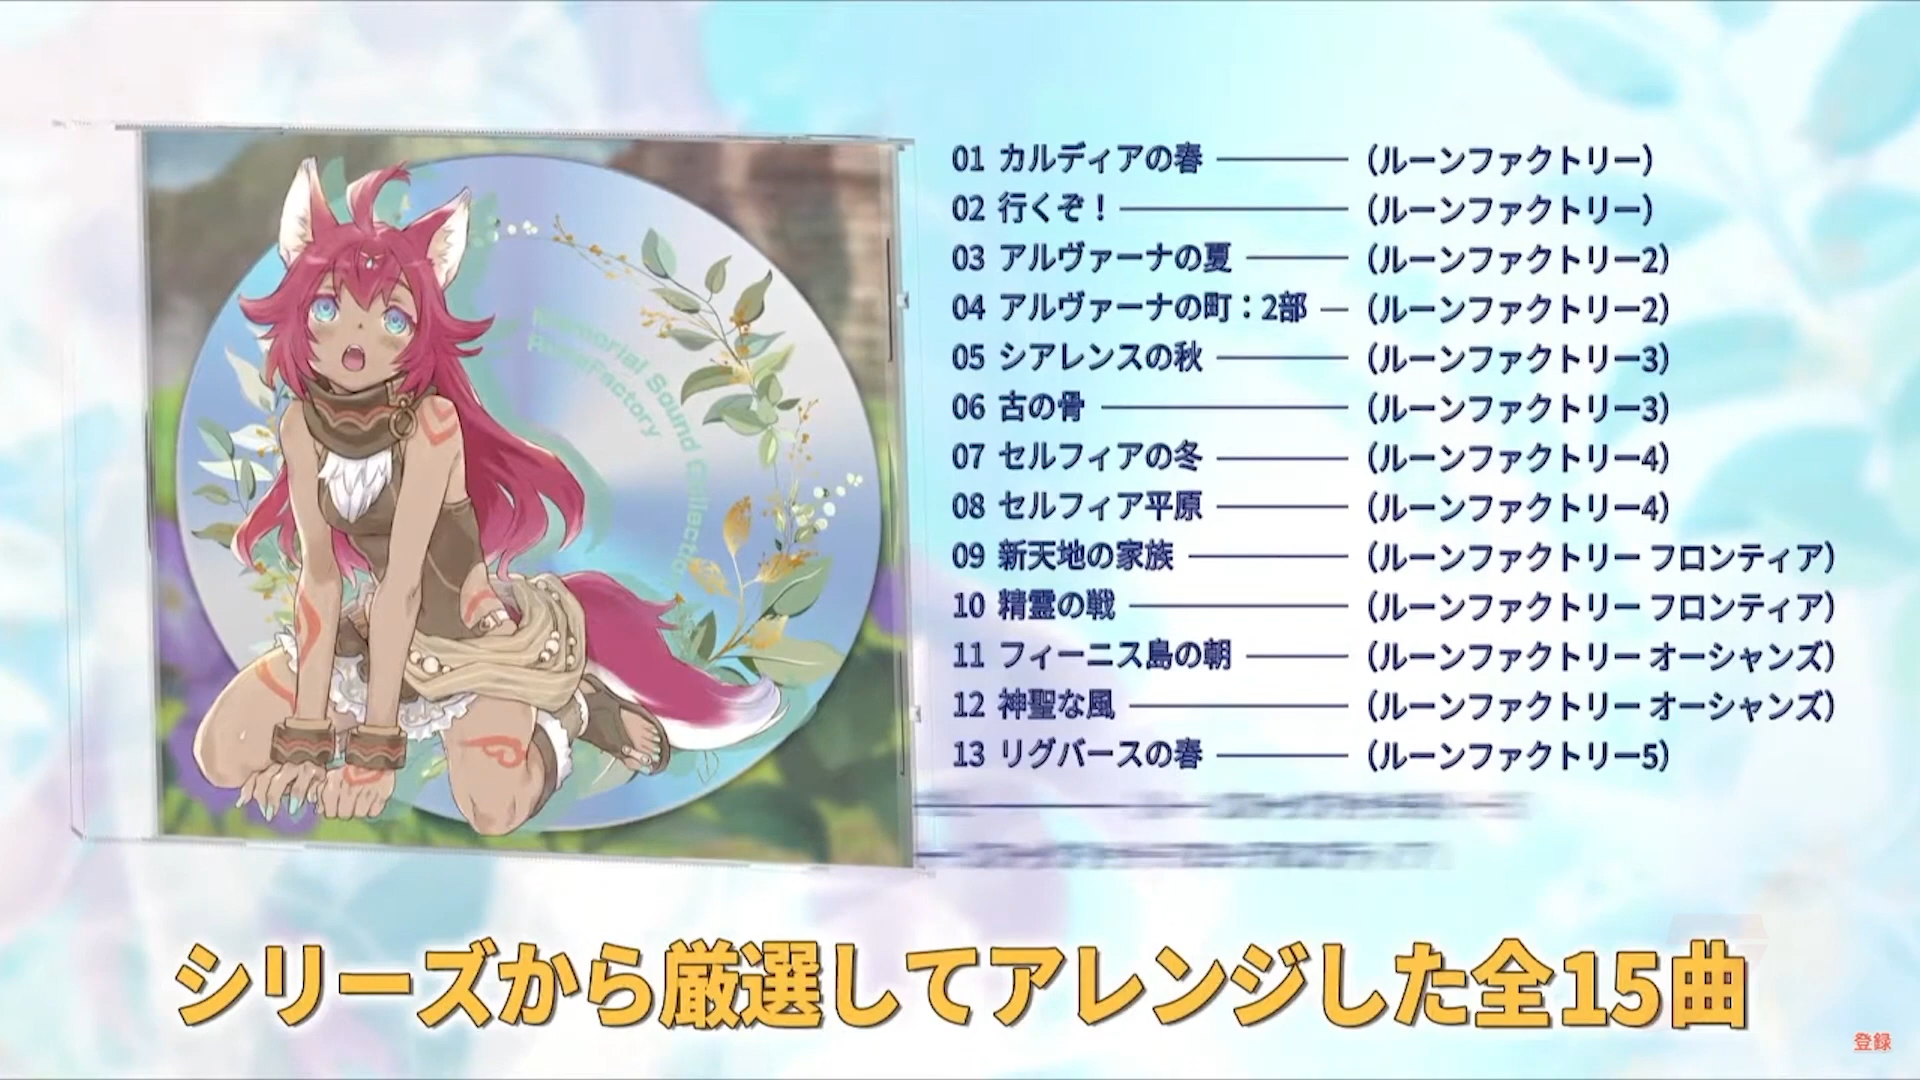 01 カルディアの春 ――――― （ルーンファクトリー）
02 行くぞ！ ――――― （ルーンファクトリー）
03 アルヴァーナの夏 ――――― （ルーンファクトリー2）
04 アルヴァーナの町：2部 ― （ルーンファクトリー2）
05 シアレンスの秋 ――――― （ルーンファクトリー3）
06 古の骨 ――――― （ルーンファクトリー3）
07 セルフィアの冬 ――――― （ルーンファクトリー4）
08 セルフィア平原 ――――― （ルーンファクトリー4）
09 新天地の家族 ――――― （ルーンファクトリー フロンティア）
10 精霊の戦 ――――― （ルーンファクトリー フロンティア）
11 フィーニス島の朝 ――――― （ルーンファクトリー オーシャンズ）
12 神聖な風 ――――― （ルーンファクトリー オーシャンズ）
13 リグバースの春 ――――― （ルーンファクトリー5）
Memorial Sound Collection
RuneFactory
シリーズから厳選してアレンジした全15曲
登録